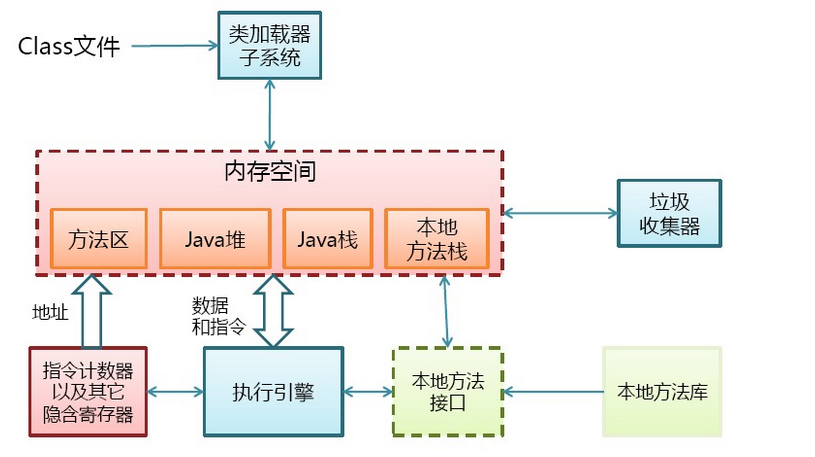 Class文件
类加载器
子系统
内存空间
方法区
Java堆
Java栈
本地
方法栈
垃圾
收集器
地址
数据
和指令
指令计数器
以及其它
隐含寄存器
执行引擎
本地方法
接口
本地方法库